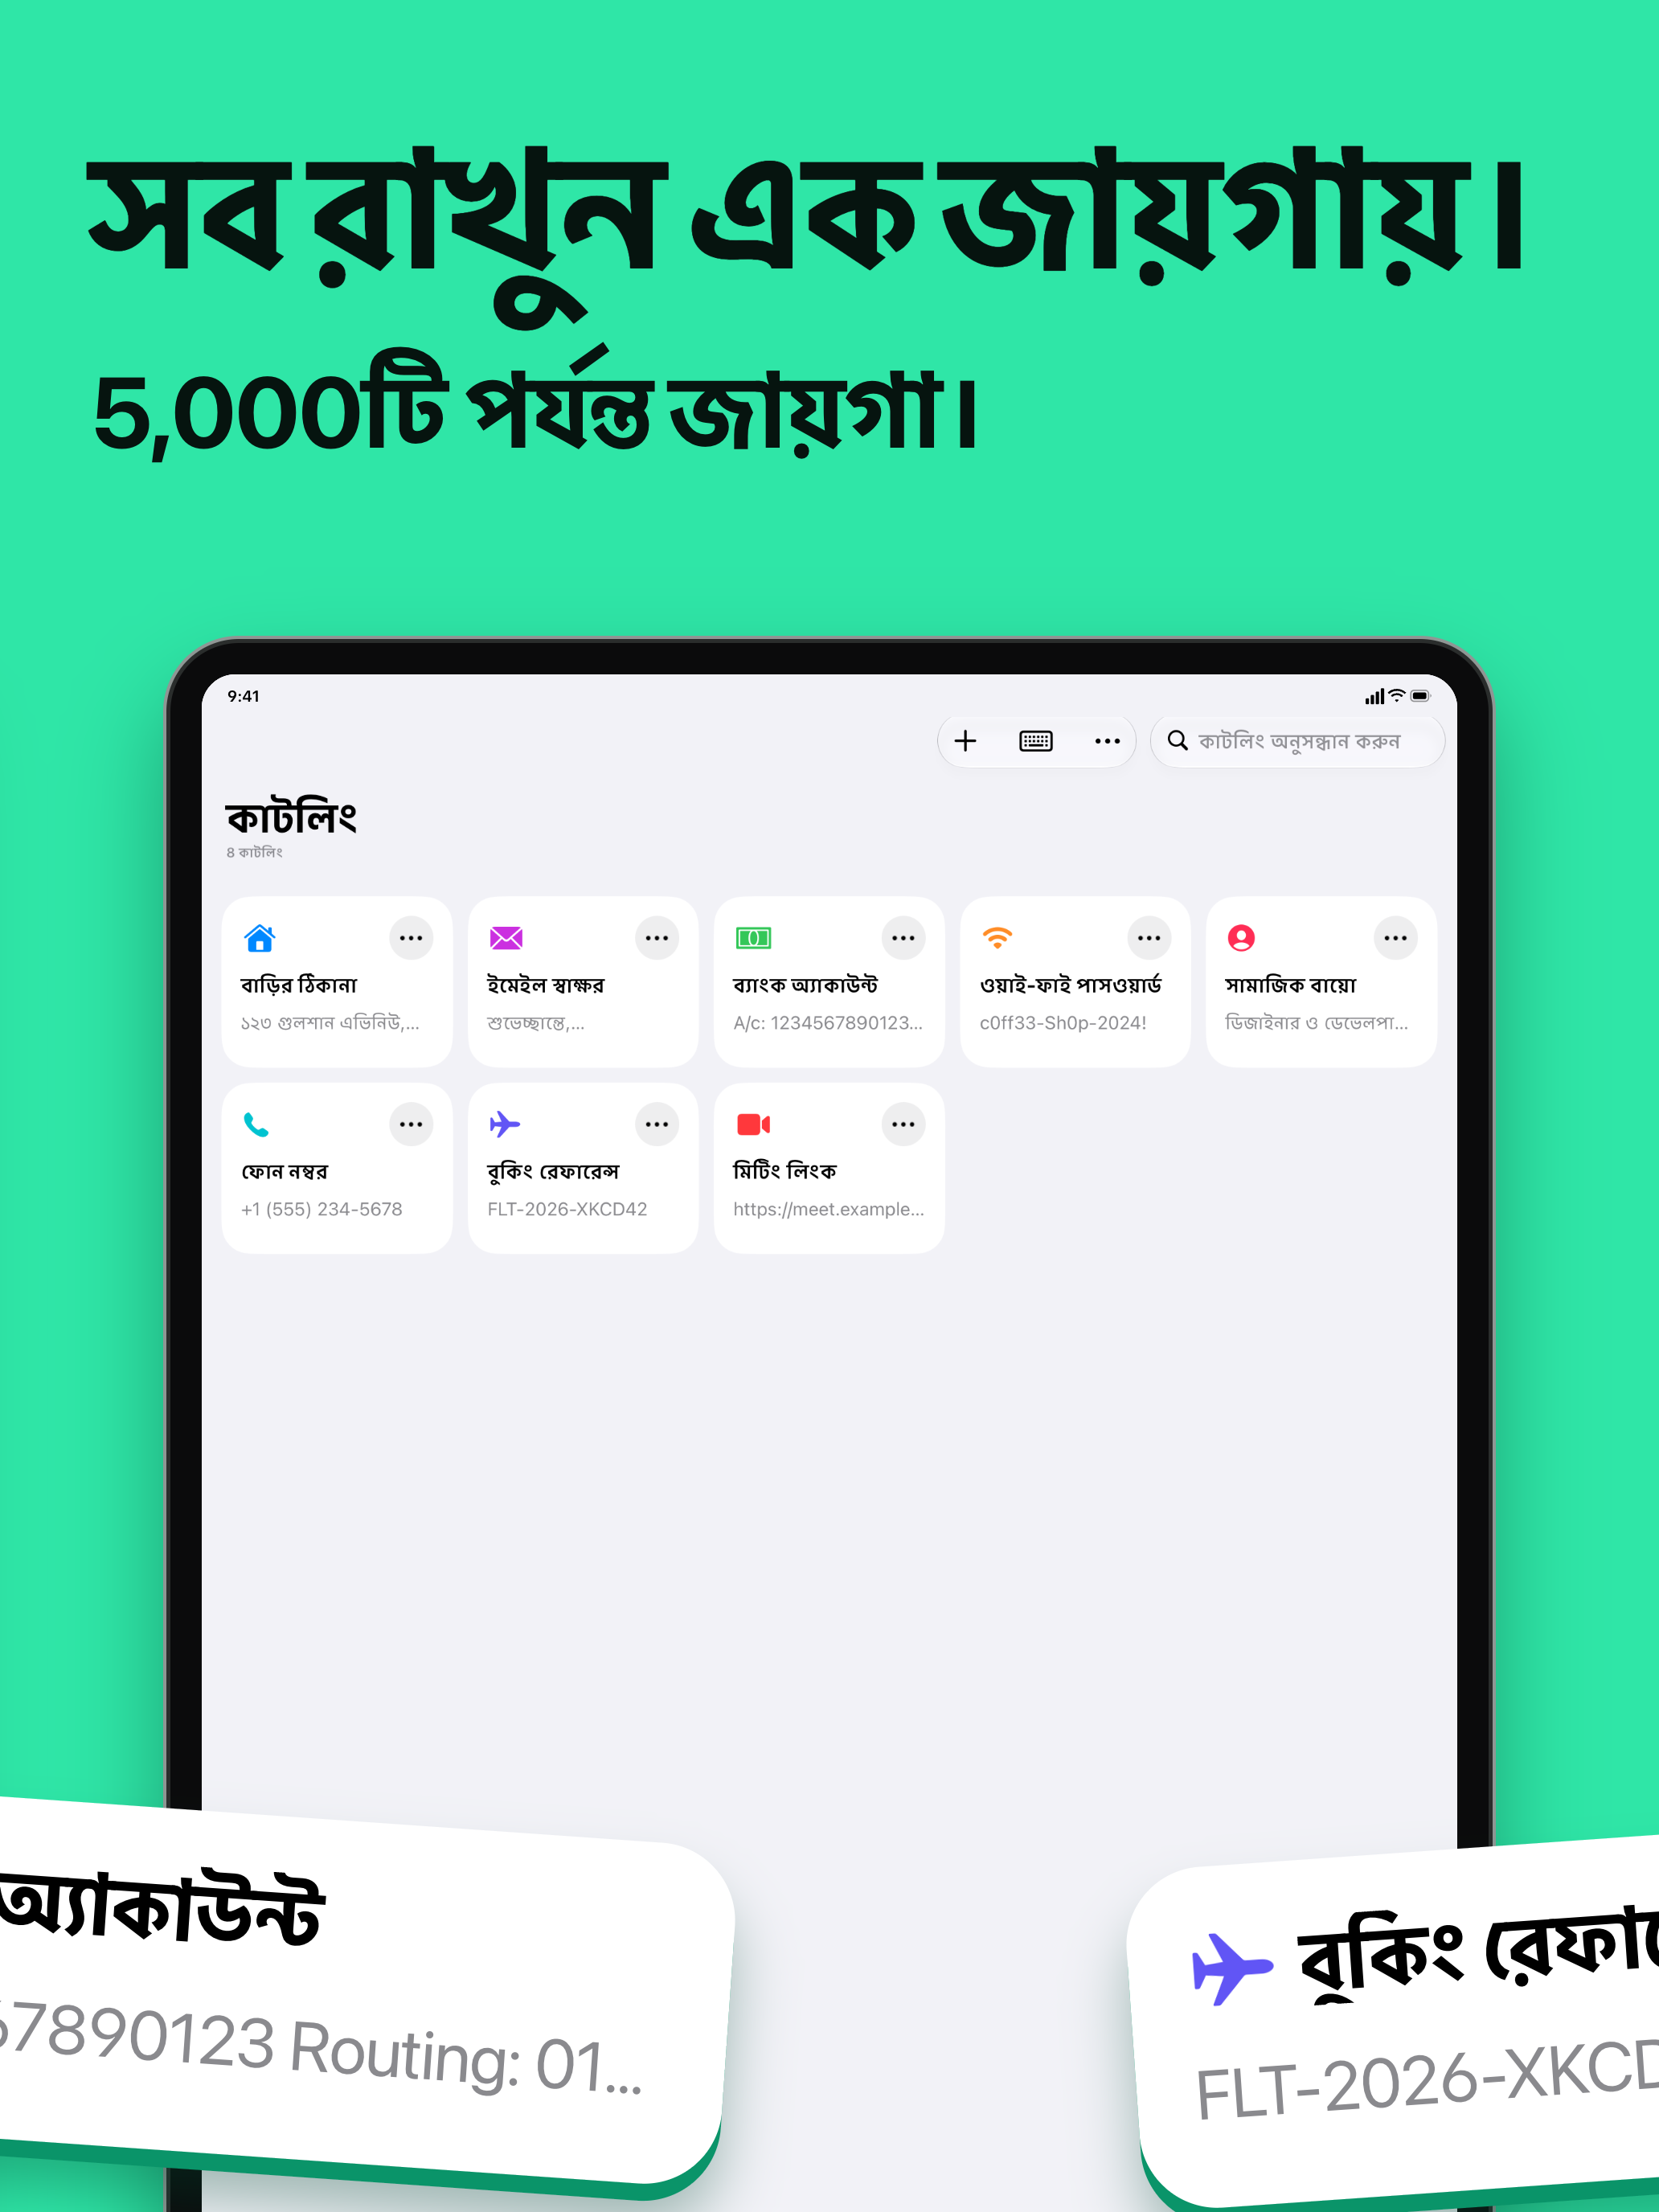 সব রাখুন এক জায়গায়।
5,000টি পর্যন্ত জায়গা।
9:41
কাটলিং অনুসন্ধান করুন
কাটলিং
8 কাটলিং
বাড়ির ঠিকানা
১২৩ গুলশান এভিনিউ,...
ইমেইল স্বাক্ষর
শুভেচ্ছান্তে,...
ব্যাংক অ্যাকাউন্ট
A/c: 1234567890123...
ওয়াই-ফাই পাসওয়ার্ড
c0ff33-Sh0p-2024!
সামাজিক বায়ো
ডিজাইনার ও ডেভেলপা...
ফোন নম্বর
+1 (555) 234-5678
বুকিং রেফারেন্স
FLT-2026-XKCD42
মিটিং লিংক
https://meet.example...
অ্যাকাউন্ট
67890123 Routing: 01...
বুকিং রেফারে
FLT-2026-XKCD